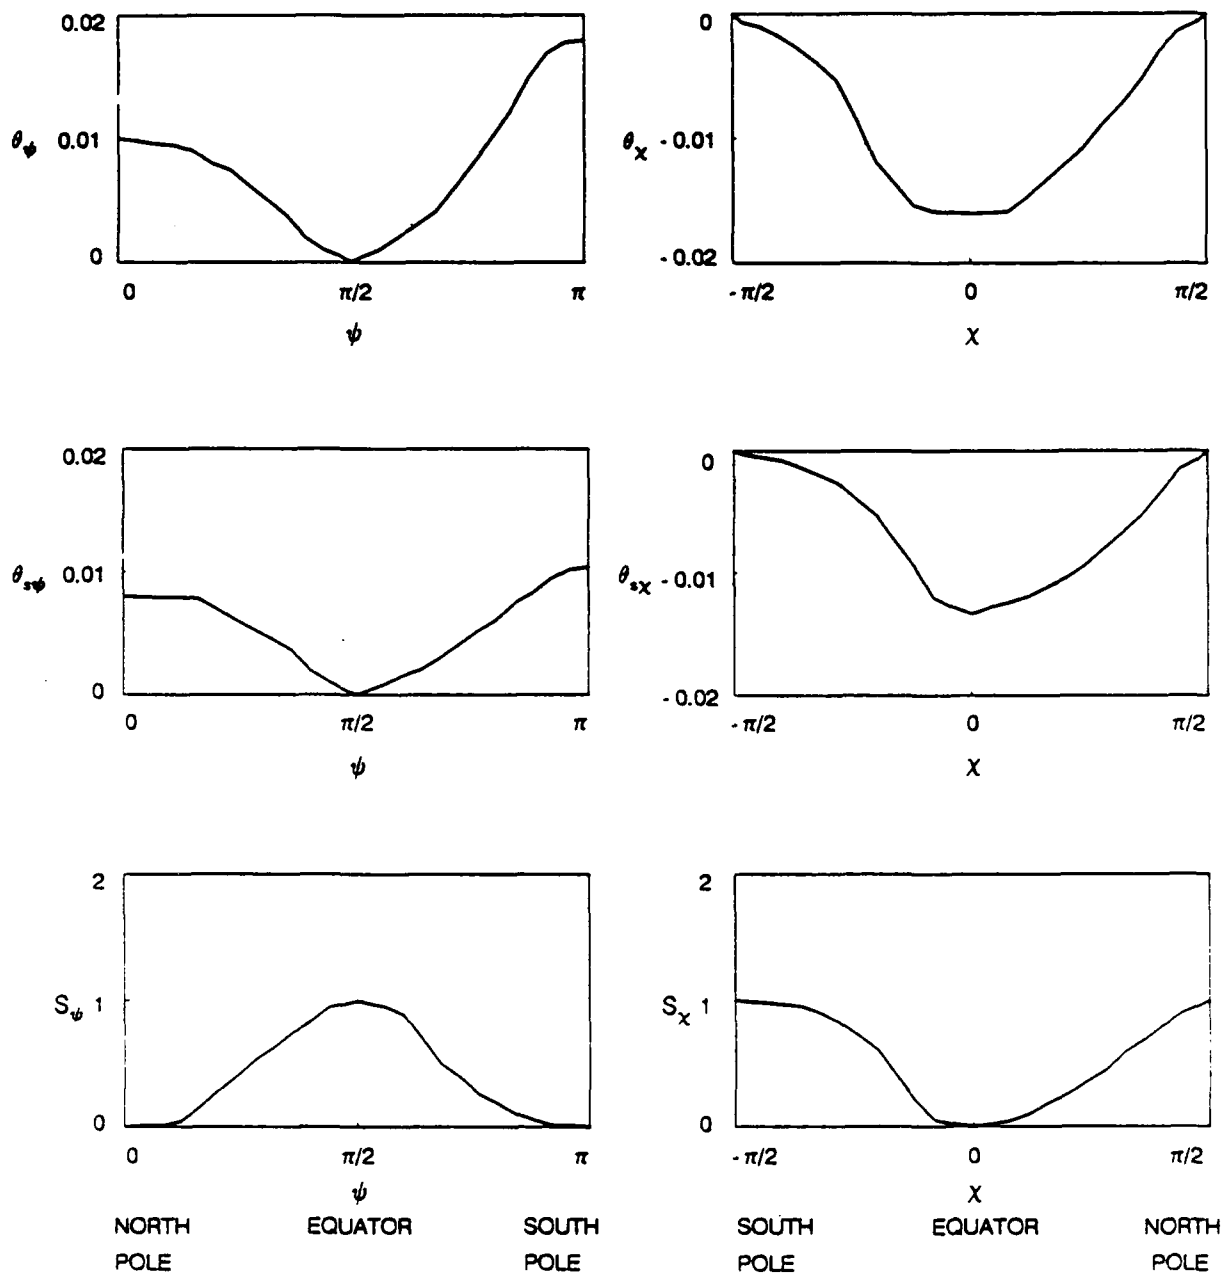 0.02
θψ 0.01
0
0 π/2 π
ψ
0
θχ - 0.01
- 0.02
- π/2 0 π/2
χ
0.02
θsψ 0.01
0
0 π/2 π
ψ
0
θsχ - 0.01
- 0.02
- π/2 0 π/2
χ
2
Sψ 1
0
0 π/2 π
ψ
NORTH POLE EQUATOR SOUTH POLE
2
Sχ 1
0
- π/2 0 π/2
χ
SOUTH POLE EQUATOR NORTH POLE